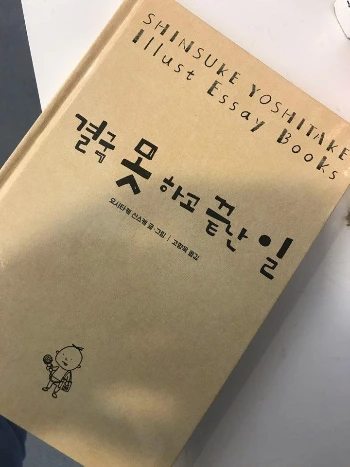 SHINSUKE YOSHITAKE
Illust Essay Books
결국 못 하고 끝난 일
요시타케 신스케 글·그림 | 고향옥 옮김